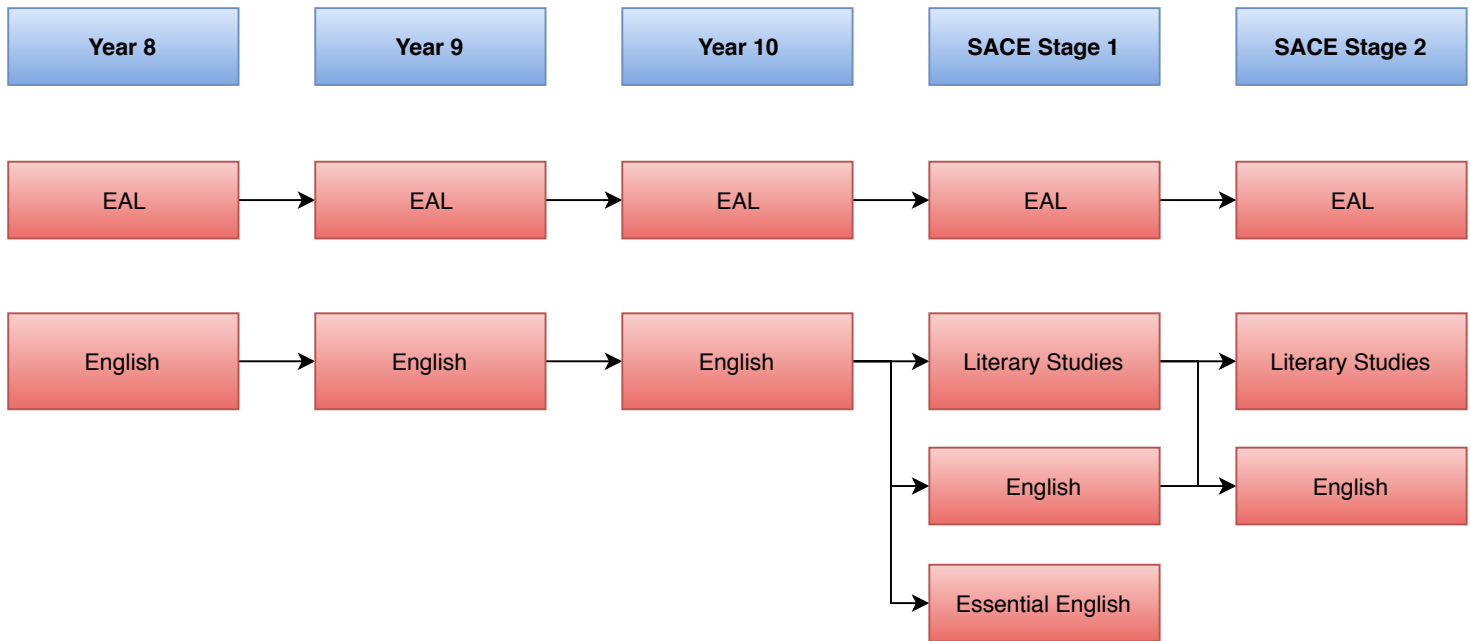 Year 8
Year 9
Year 10
SACE Stage 1
SACE Stage 2
EAL
EAL
EAL
EAL
EAL
English
English
English
Literary Studies
Literary Studies
English
English
Essential English